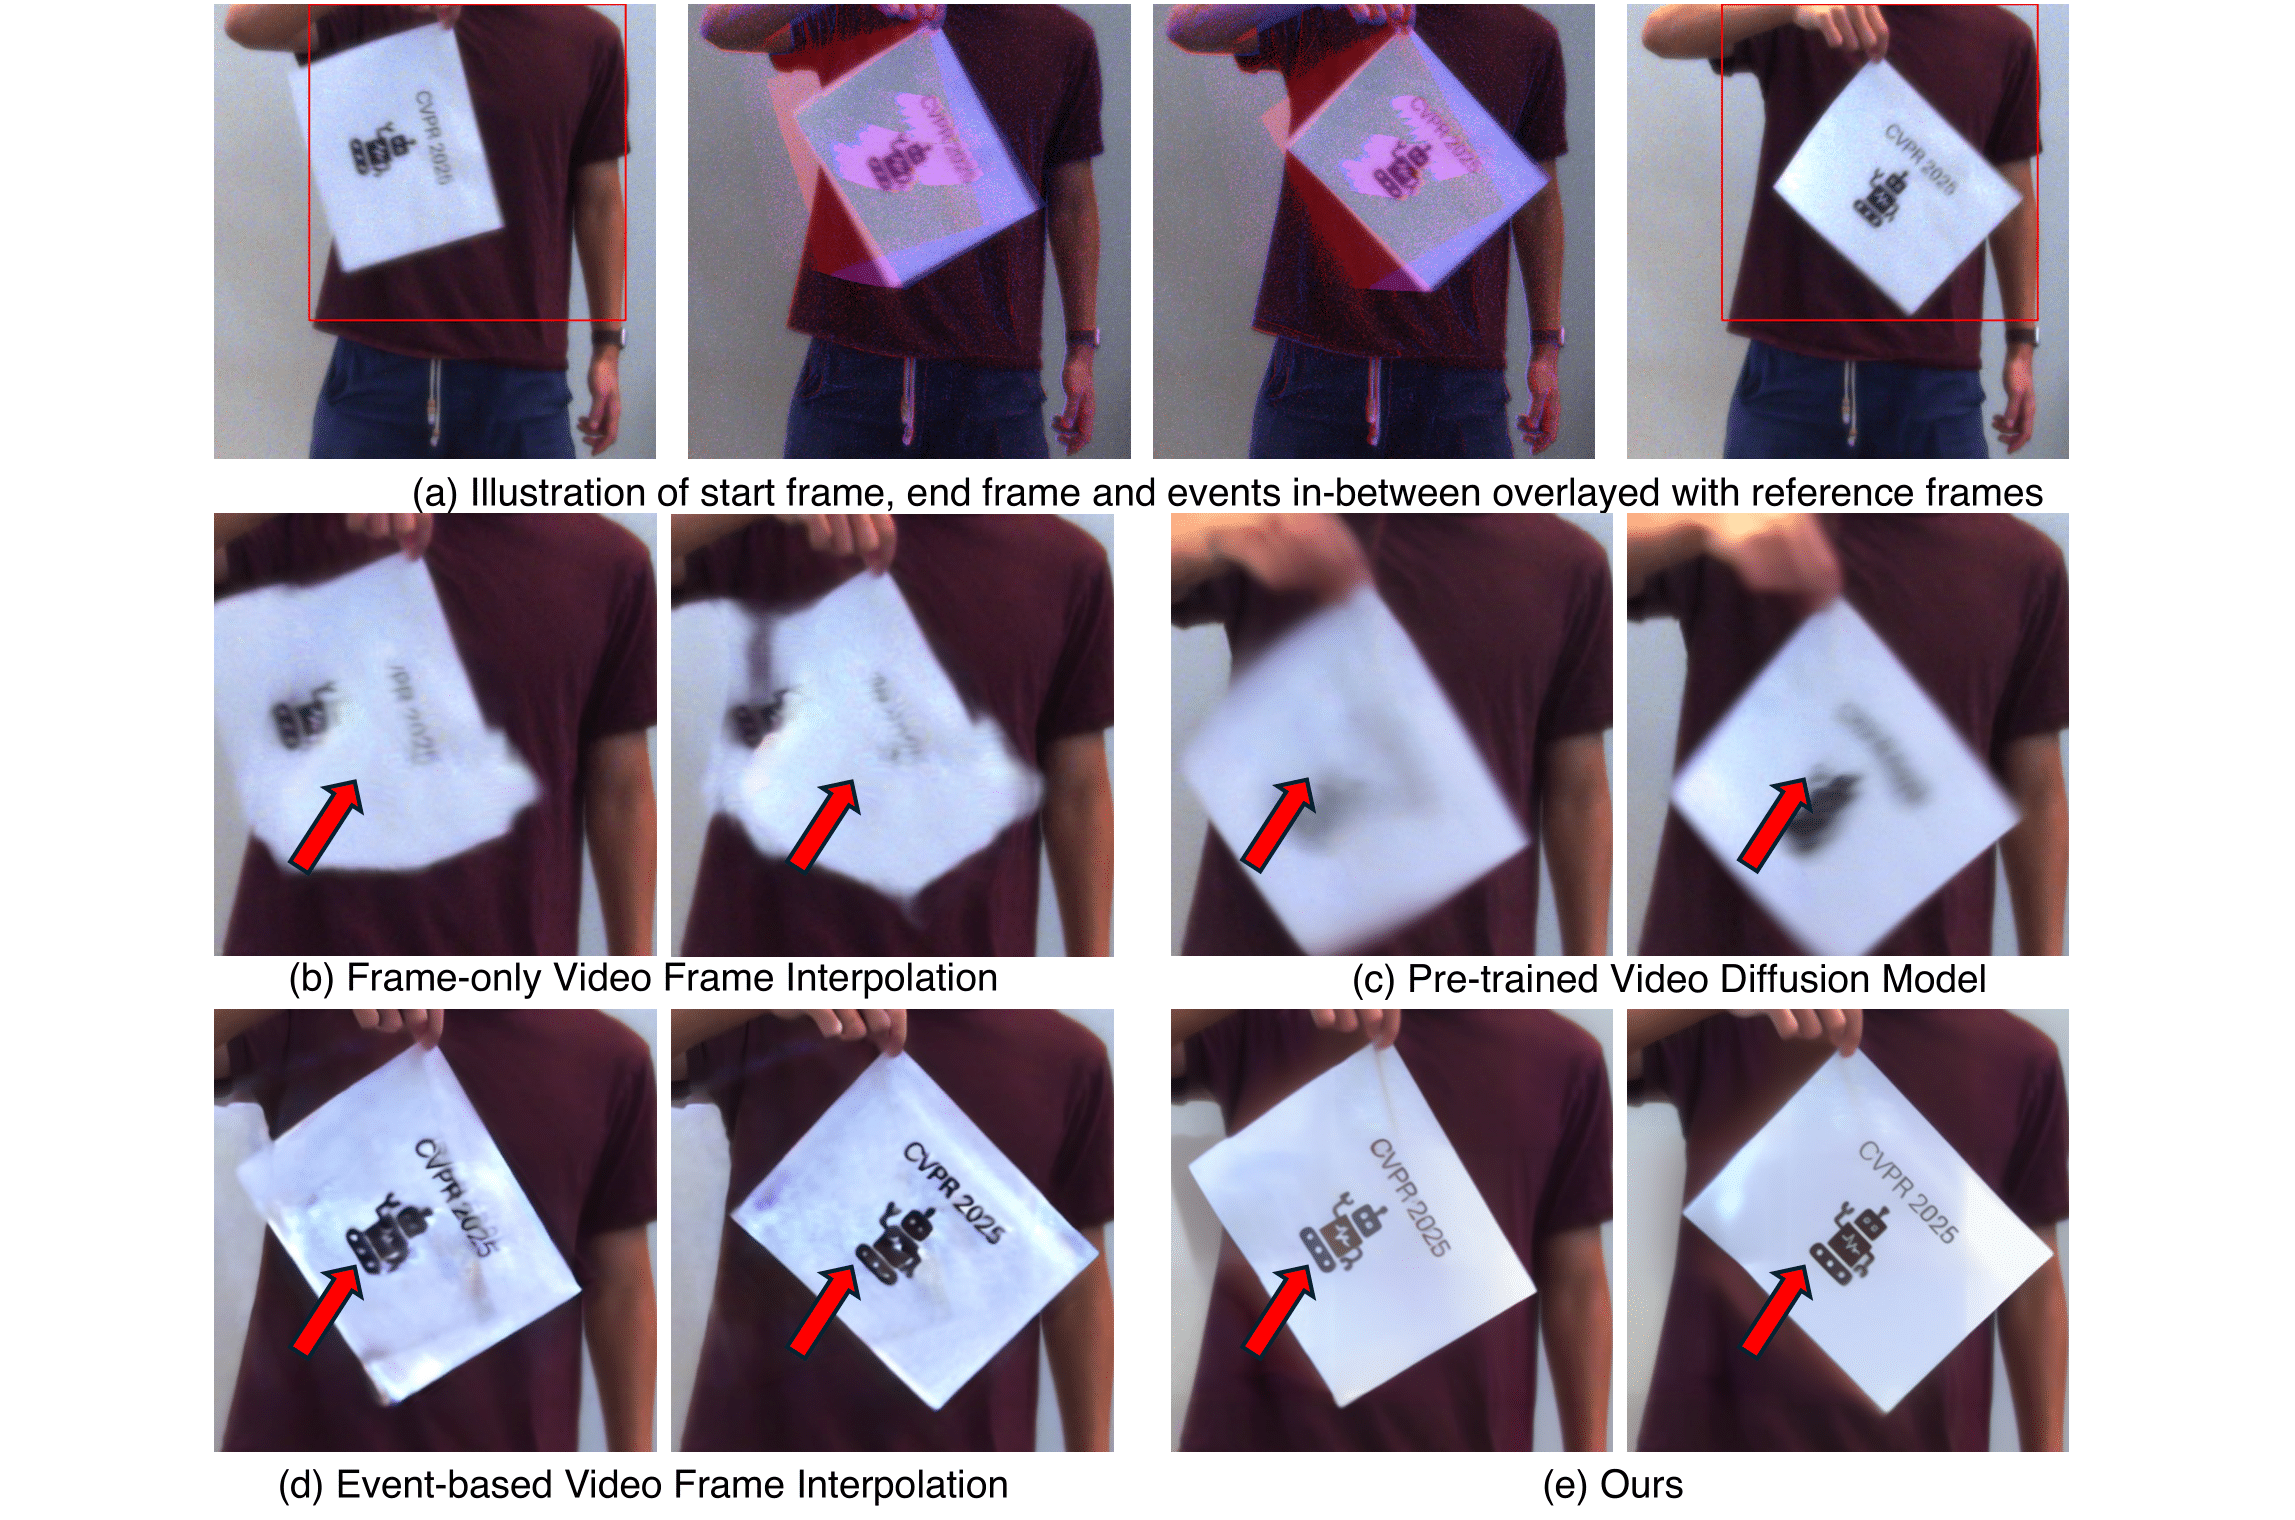 CVPR 2025
CVPR 2025
CVPR 2025
CVPR 2025
(a) Illustration of start frame, end frame and events in-between overlayed with reference frames
PR 2025
(b) Frame-only Video Frame Interpolation
(c) Pre-trained Video Diffusion Model
CVPR 2025
CVPR 2025
CVPR 2025
CVPR 2025
(d) Event-based Video Frame Interpolation
(e) Ours